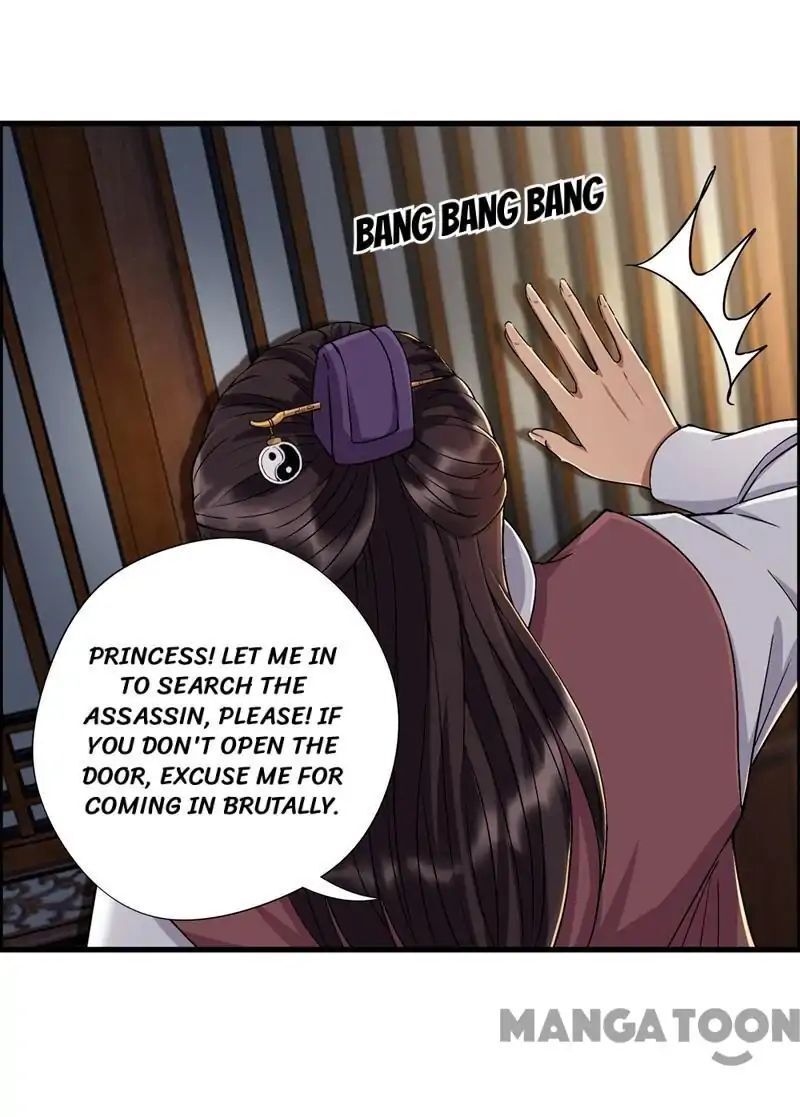 BANG BANG BANG
PRINCESS! LET ME IN
TO SEARCH THE
ASSASSIN, PLEASE! IF
YOU DON'T OPEN THE
DOOR, EXCUSE ME FOR
COMING IN BRUTALLY.
MANGATOON